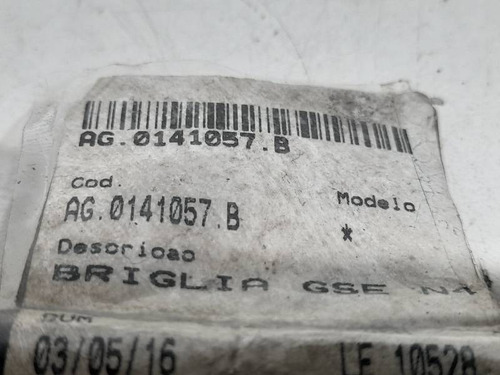 AG.0141057.B
Cod.
Modelo
AG.0141057.B
*
Descricao
BRIGLIA GSE N4
03/05/16
LF 10528